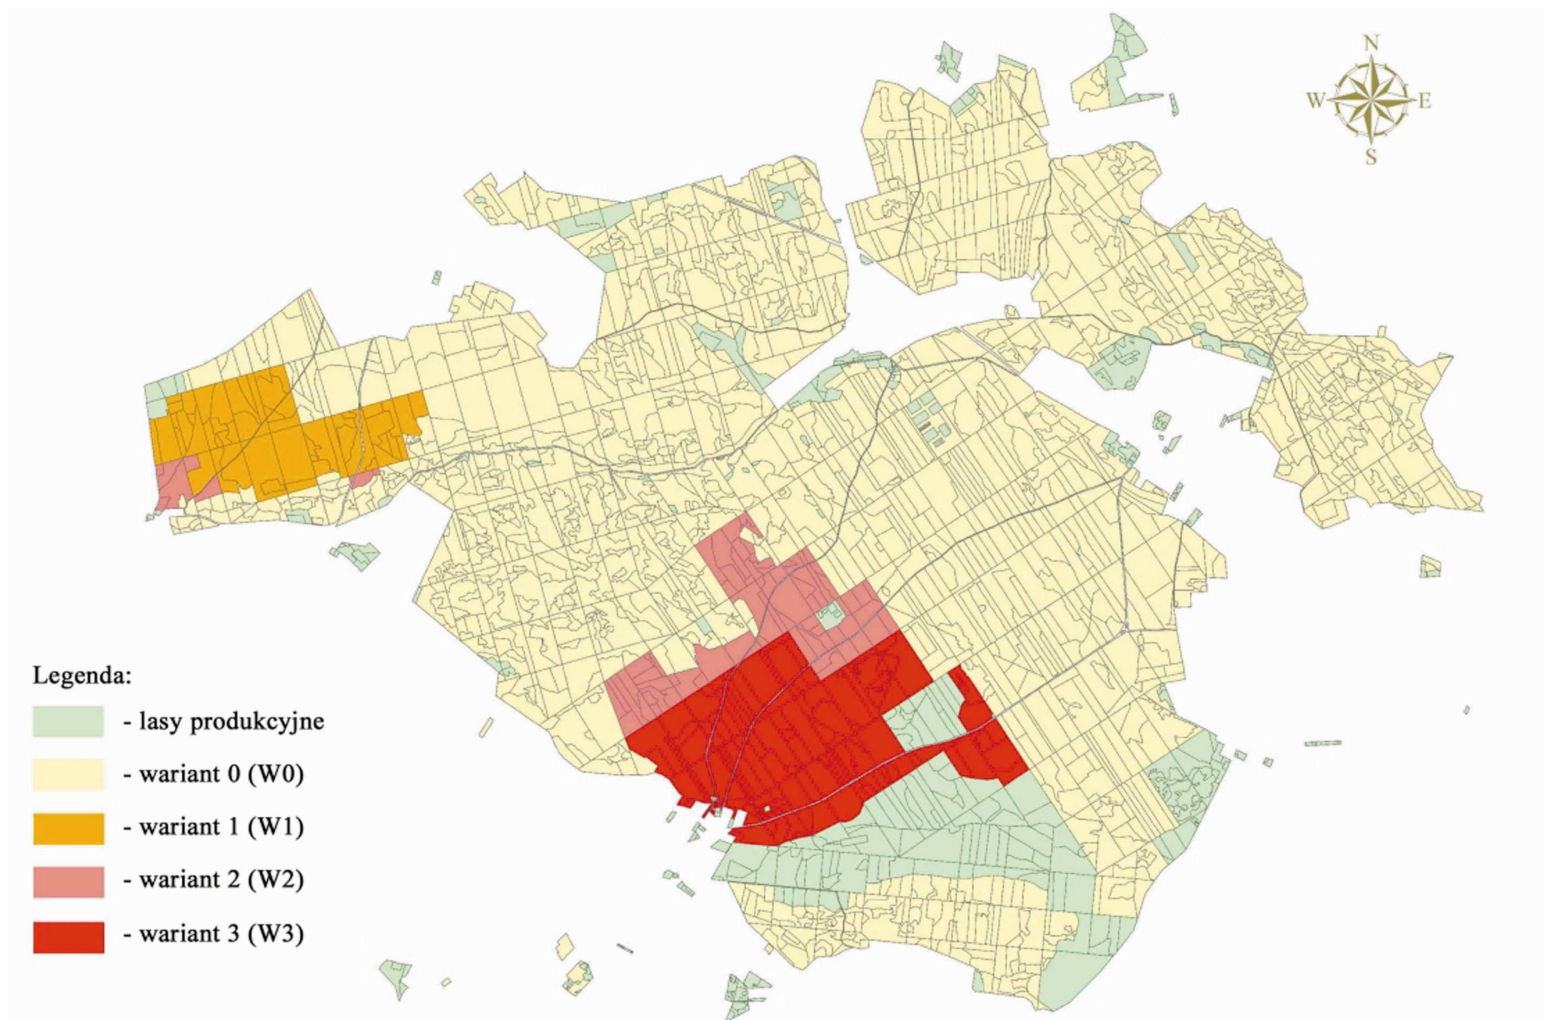 N
W E
S
Legenda:
- lasy produkcyjne
- wariant 0 (W0)
- wariant 1 (W1)
- wariant 2 (W2)
- wariant 3 (W3)